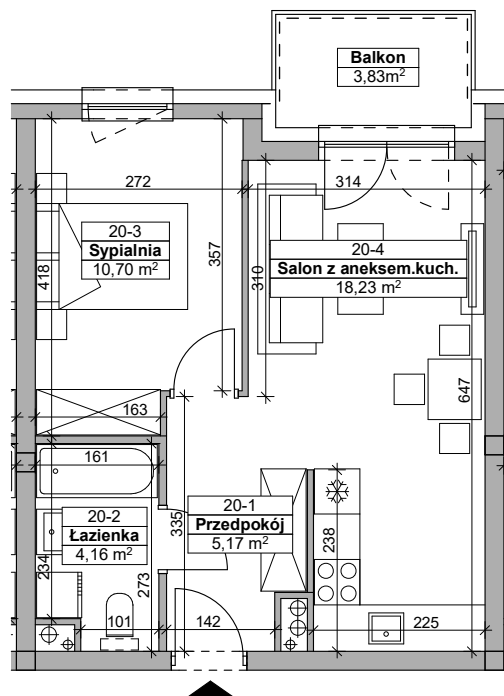 Balkon
3,83m²
272
314
20-3
Sypialnia
10,70 m²
357
418
310
20-4
Salon z aneksem.kuch.
18,23 m²
647
163
161
20-2
Łazienka
4,16 m²
234
273
335
20-1
Przedpokój
5,17 m²
238
101
142
225